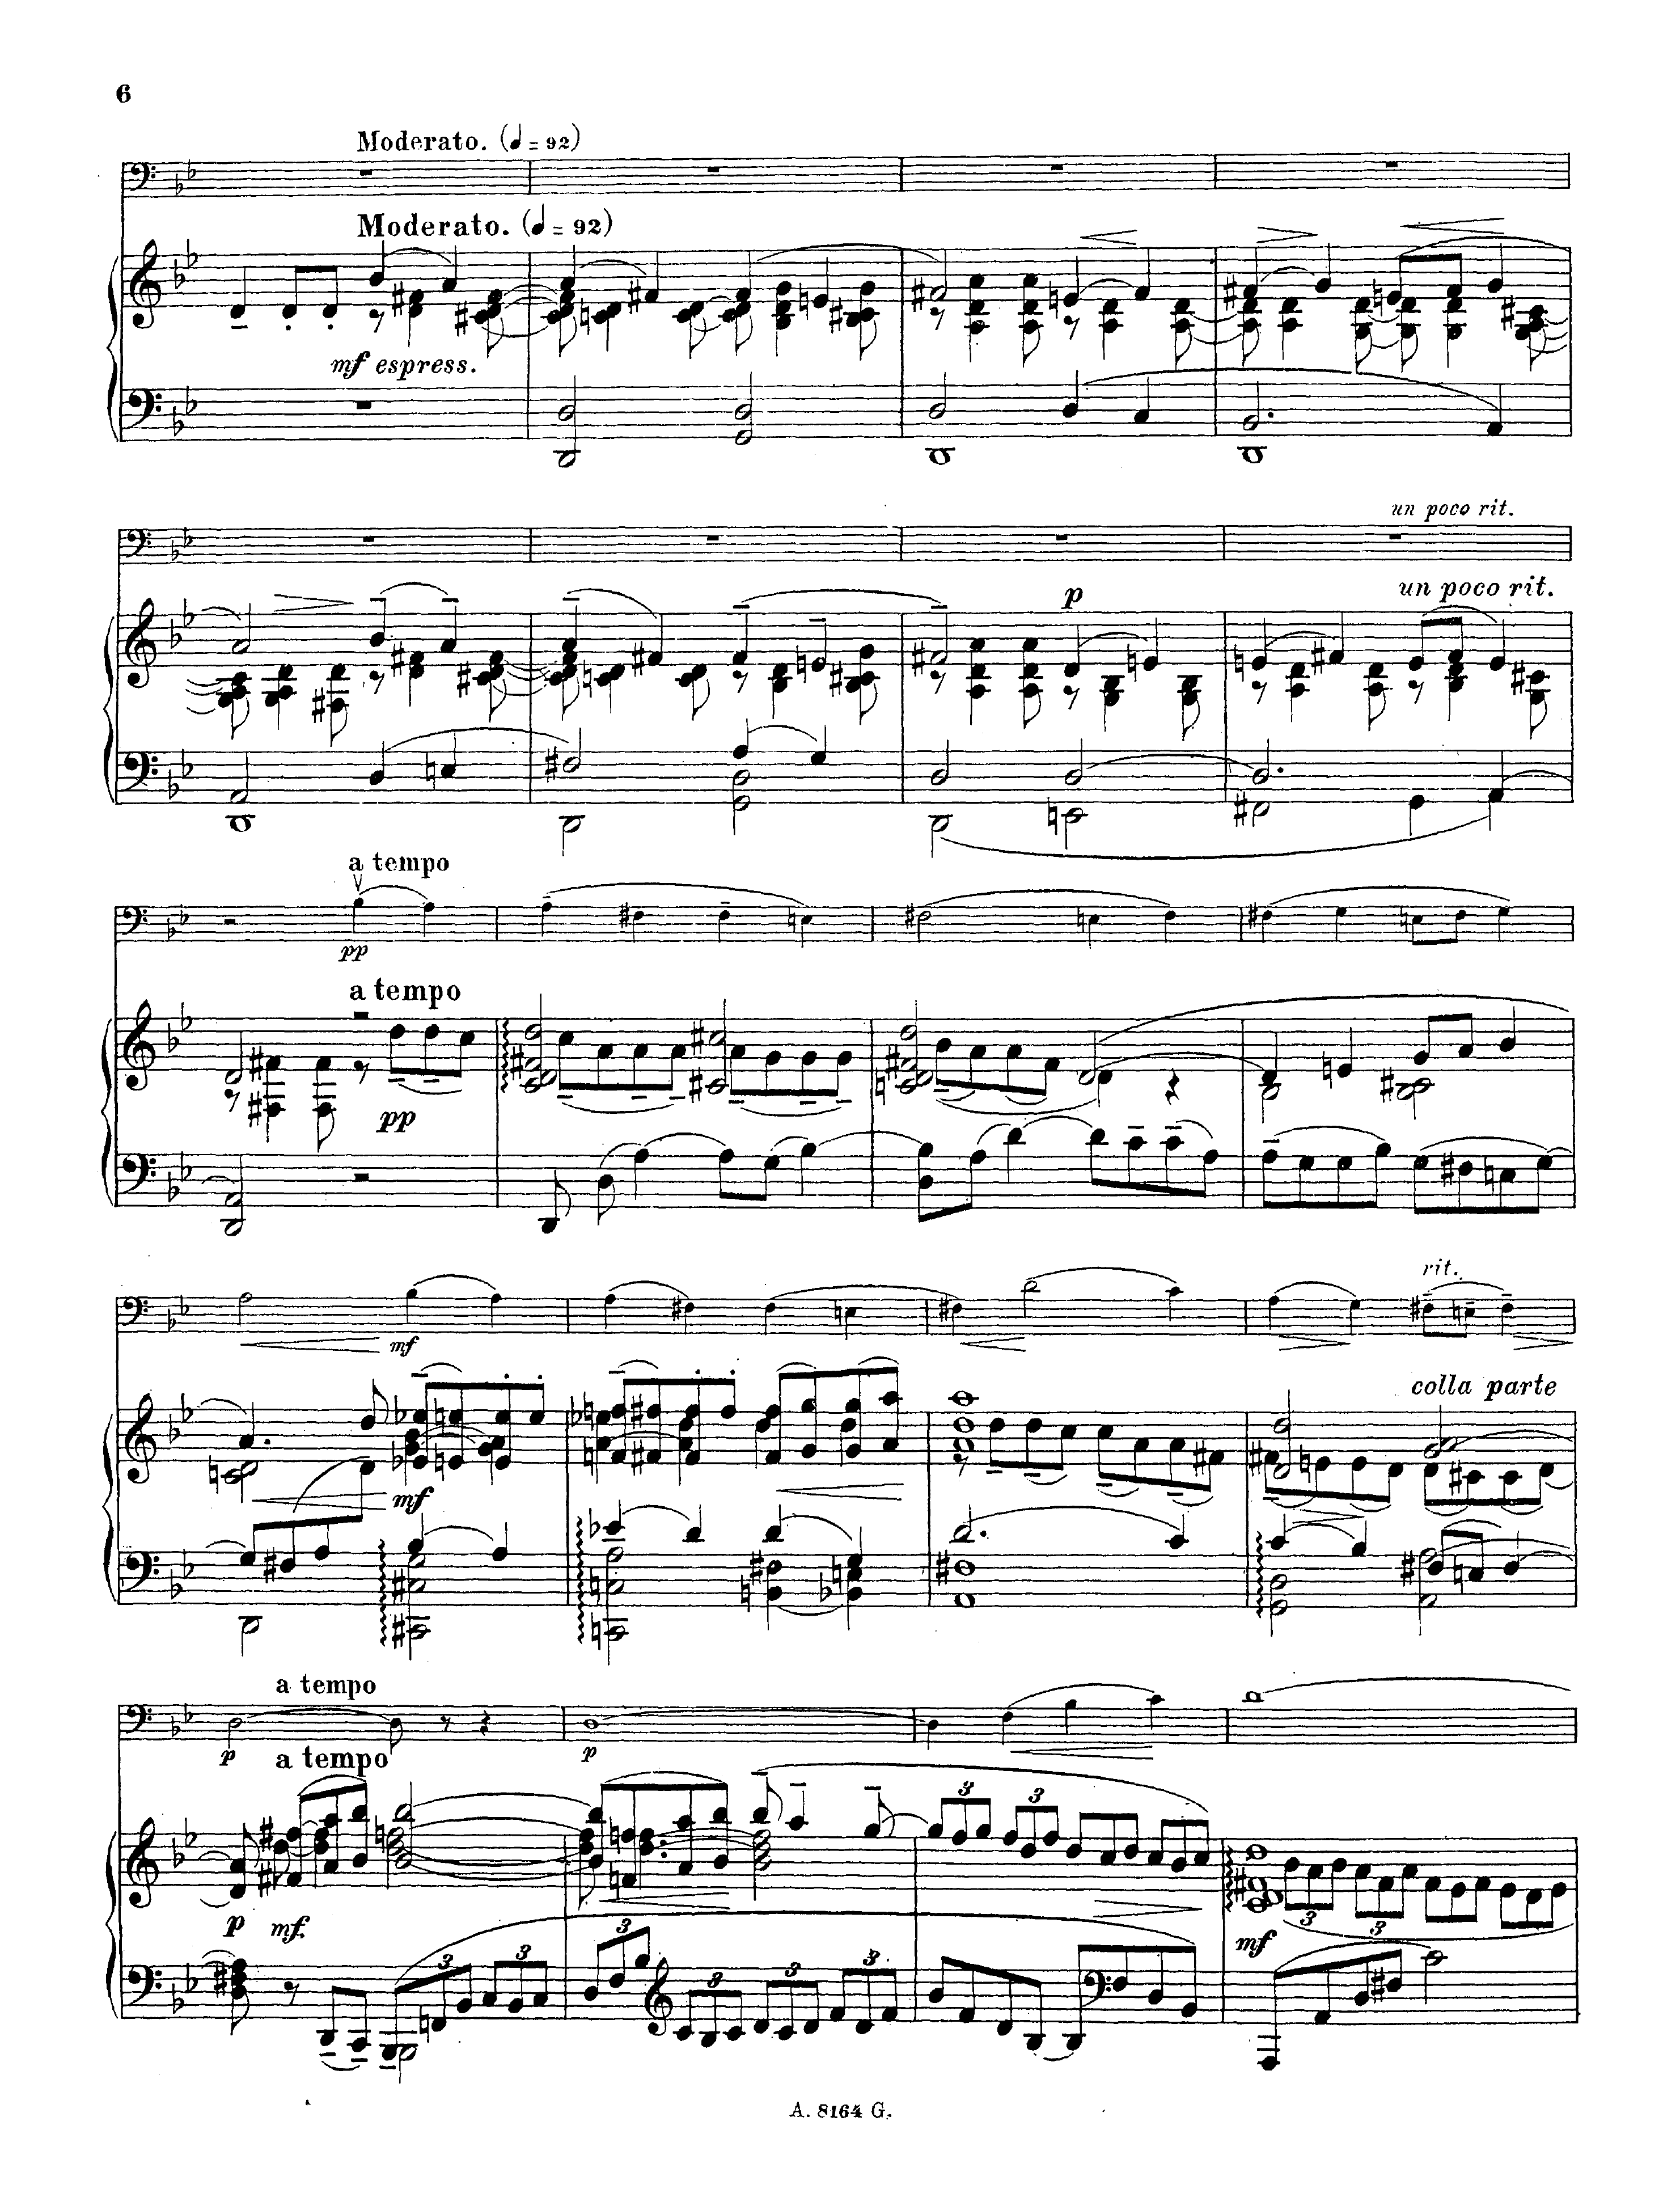 6
Moderato. (♩ = 92)
Moderato. (♩ = 92)
mf espress.
un poco rit.
p un poco rit.
a tempo
pp
a tempo
pp
rit.
mf
colla parte
mf
a tempo
p p
a tempo
3 3
p mf mf 3 3
3 3 3 3 3
A. 8164 G.